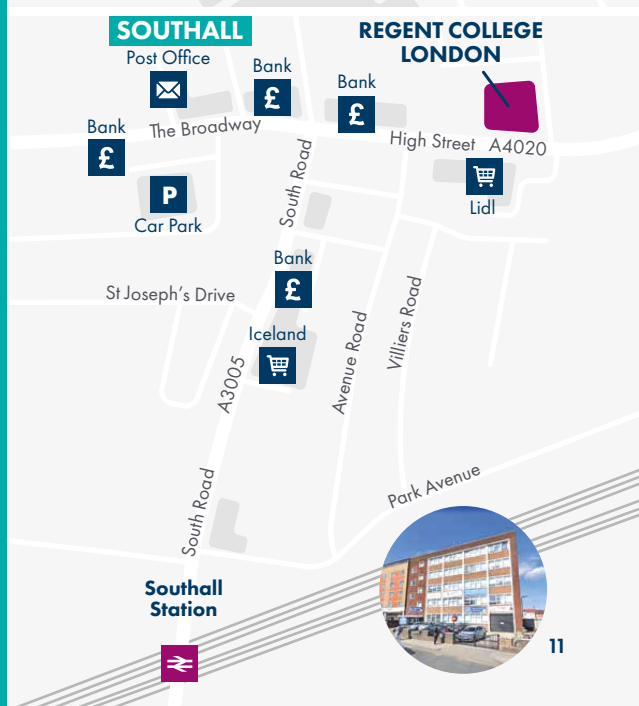 SOUTHALL
REGENT COLLEGE
LONDON
Post Office
Bank
£
Bank
£
Bank
£
The Broadway
High Street A4020
P
Car Park
Lidl
South Road
Bank
£
St Joseph's Drive
Iceland
A3005
Avenue Road
Villiers Road
South Road
Park Avenue
Southall
Station
11